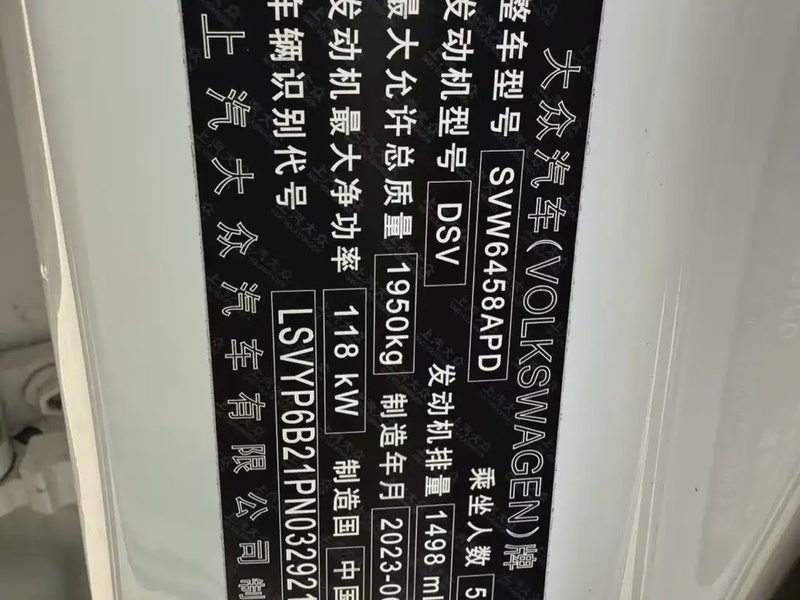 大众汽车(VOLKSWAGEN)牌
整车型号 SVW6458APD 乘坐人数 5
发动机型号 DSV 发动机排量 1498 ml
最大允许总质量 1950kg 制造年月 2023-0
发动机最大净功率 118 kW 制造国 中国
车辆识别代号 LSVYP6B21PN032921
上汽大众汽车有限公司 制